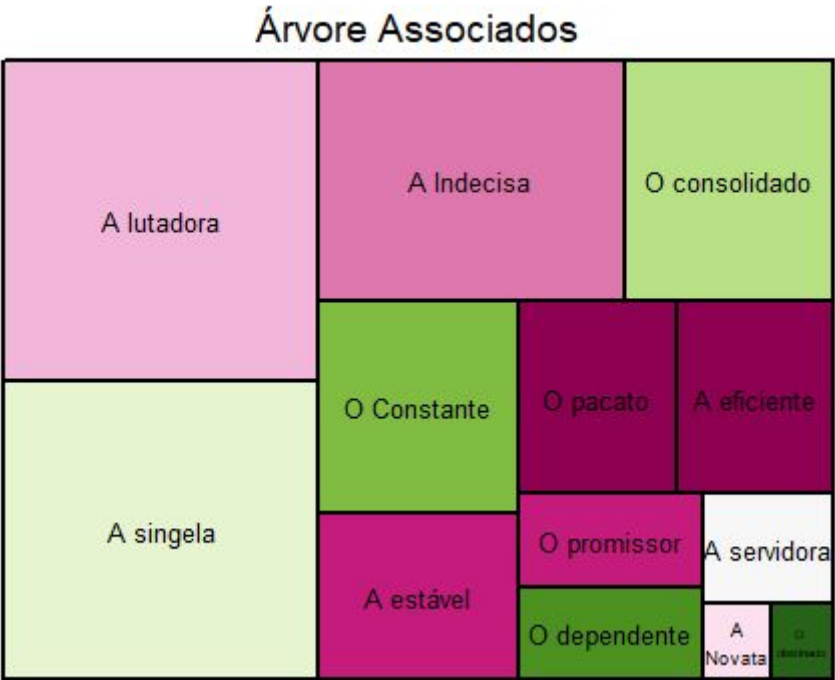 Árvore Associados
A lutadora
A Indecisa
O consolidado
O Constante
O pacato
A eficiente
A singela
O promissor
A servidora
A estável
O dependente
A
Novata
O